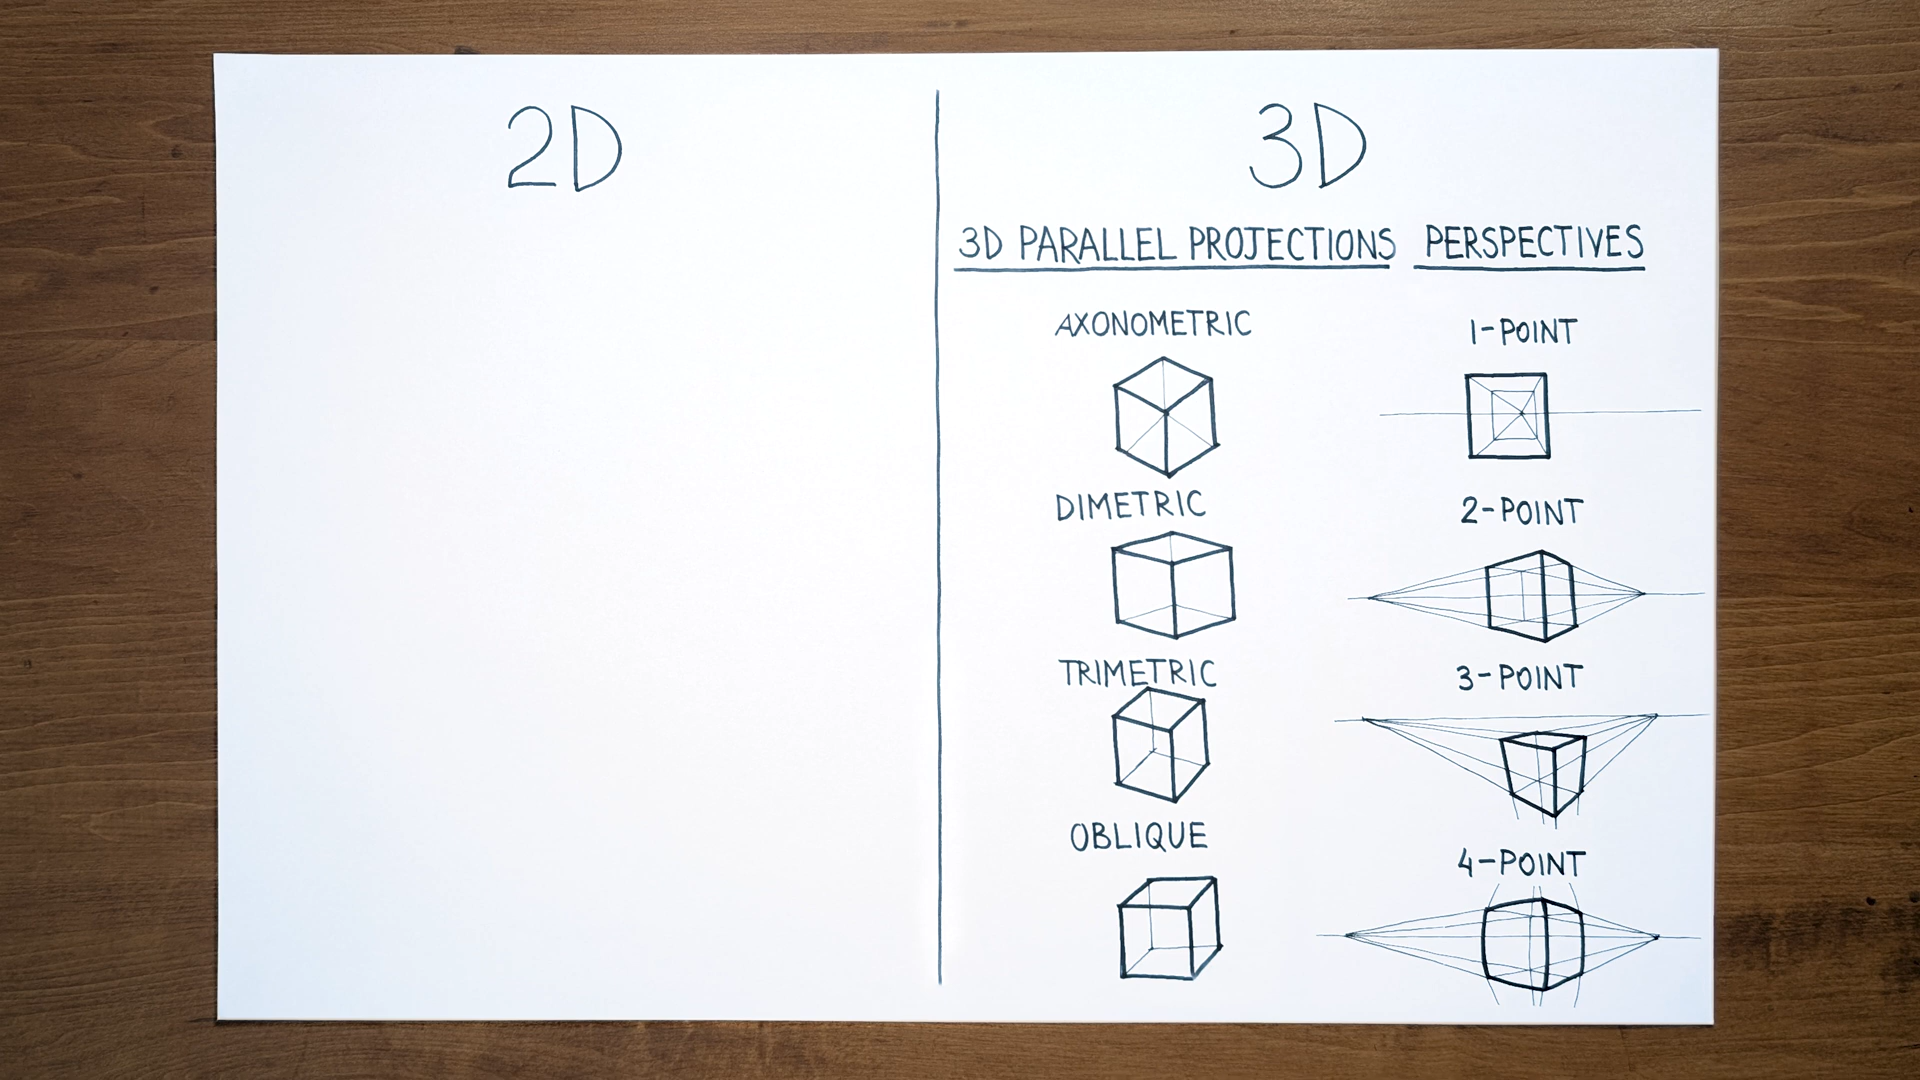 2D
3D
3D PARALLEL PROJECTIONS
AXONOMETRIC
DIMETRIC
TRIMETRIC
OBLIQUE
PERSPECTIVES
1-POINT
2-POINT
3-POINT
4-POINT